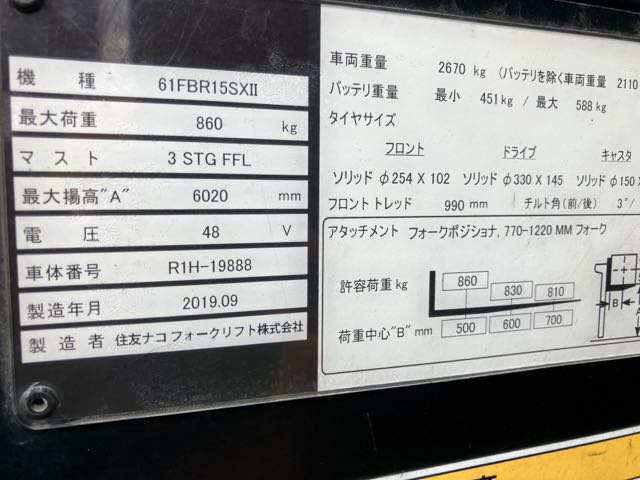 機種 61FBR15SXII
最大荷重 860 kg
マスト 3 STG FFL
最大揚高"A" 6020 mm
電圧 48 V
車体番号 R1H-19888
製造年月 2019.09
製造者 住友ナコ フォークリフト株式会社
車両重量 2670 kg (バッテリを除く車両重量 2110
バッテリ重量 最小 451 kg / 最大 588 kg
タイヤサイズ
フロント ドライブ キャスタ
ソリッド φ254 X 102 ソリッド φ330 X 145 ソリッド φ150
フロント トレッド 990 mm チルト角(前/後) 3°/
アタッチメント フォークポジショナ, 770-1220 MM フォーク
許容荷重 kg 860 830 810
荷重中心"B" mm 500 600 700
B